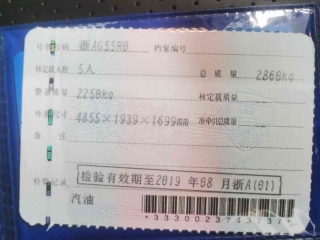 号牌号码 浙AG55R0 档案编号
核定载人数 5人 总质量 2860kg
整备质量 2250kg 核定载质量
外廓尺寸 4855×1939×1699mm 准牵引总质量
备注
检验记录 检验有效期至2019年08月浙A(01)
汽油